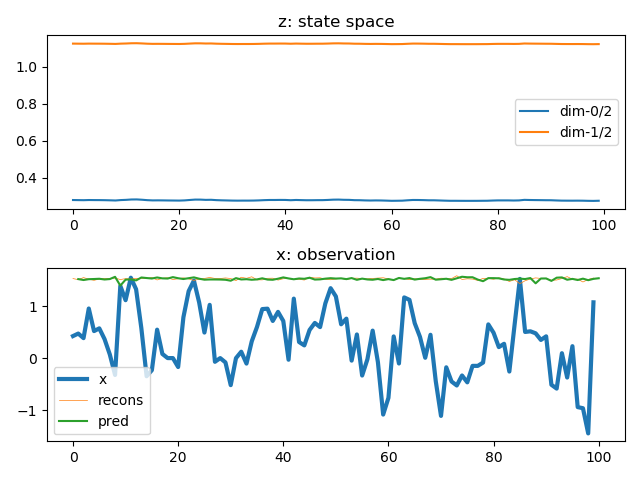 z: state space
1.0
0.8
0.6
0.4
dim-0/2
dim-1/2
0 20 40 60 80 100
x: observation
1
0
−1
x
recons
pred
0 20 40 60 80 100